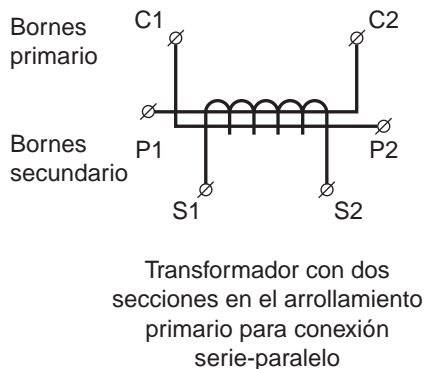 Bornes
primario
C1
C2
Bornes
secundario
P1
P2
S1
S2
Transformador con dos
secciones en el arrollamiento
primario para conexión
serie-paralelo